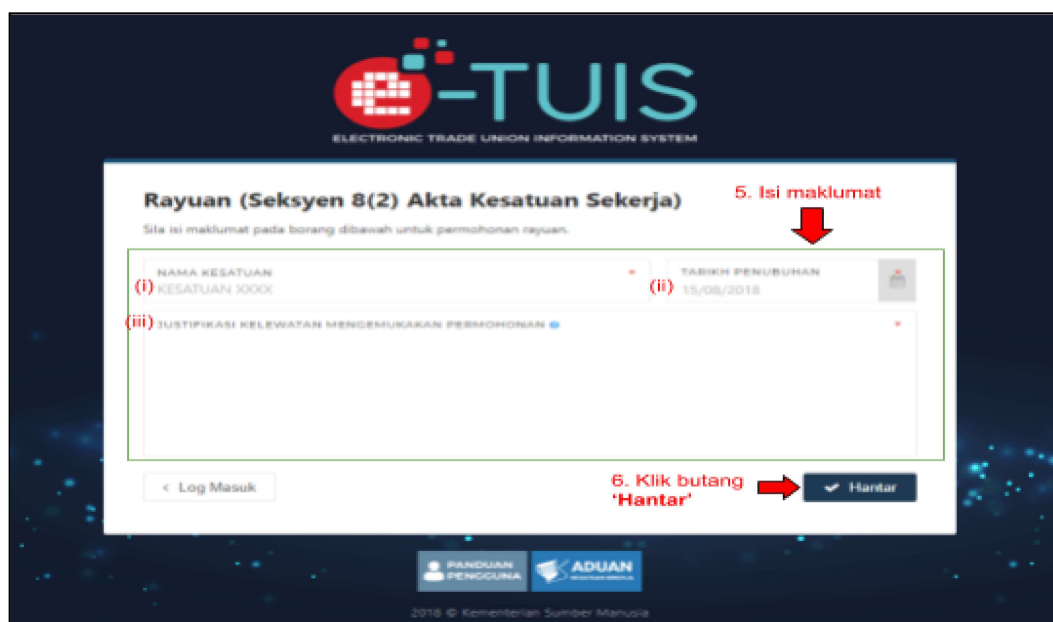 e-TUIS
ELECTRONIC TRADE UNION INFORMATION SYSTEM
Rayuan (Seksyen 8(2) Akta Kesatuan Sekerja)
5. Isi maklumat
Sila isi maklumat pada borang dibawah untuk permohonan rayuan.
NAMA KESATUAN *
TARIKH PENUBUHAN *
(i) KESATUAN XXXX
(ii) 15/08/2018
(iii) JUSTIFIKASI KELEWATAN MENGEMUKAKAN PERMOHONAN *
< Log Masuk
6. Klik butang
‘Hantar’
Hantar
PANDUAN
PENGGUNA
ADUAN
2018 © Kementerian Sumber Manusia